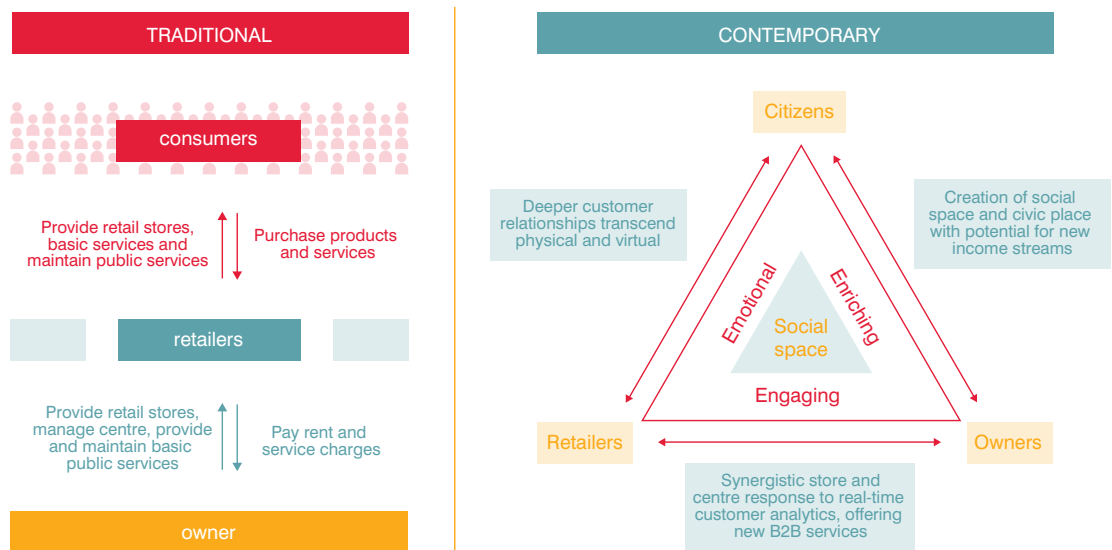 TRADITIONAL
consumers
Provide retail stores,
basic services and
maintain public services
Purchase products
and services
retailers
Provide retail stores,
manage centre, provide
and maintain basic
public services
Pay rent and
service charges
owner
CONTEMPORARY
Citizens
Deeper customer
relationships transcend
physical and virtual
Creation of social
space and civic place
with potential for new
income streams
Emotional
Enriching
Social
space
Engaging
Retailers
Owners
Synergistic store and
centre response to real-time
customer analytics, offering
new B2B services